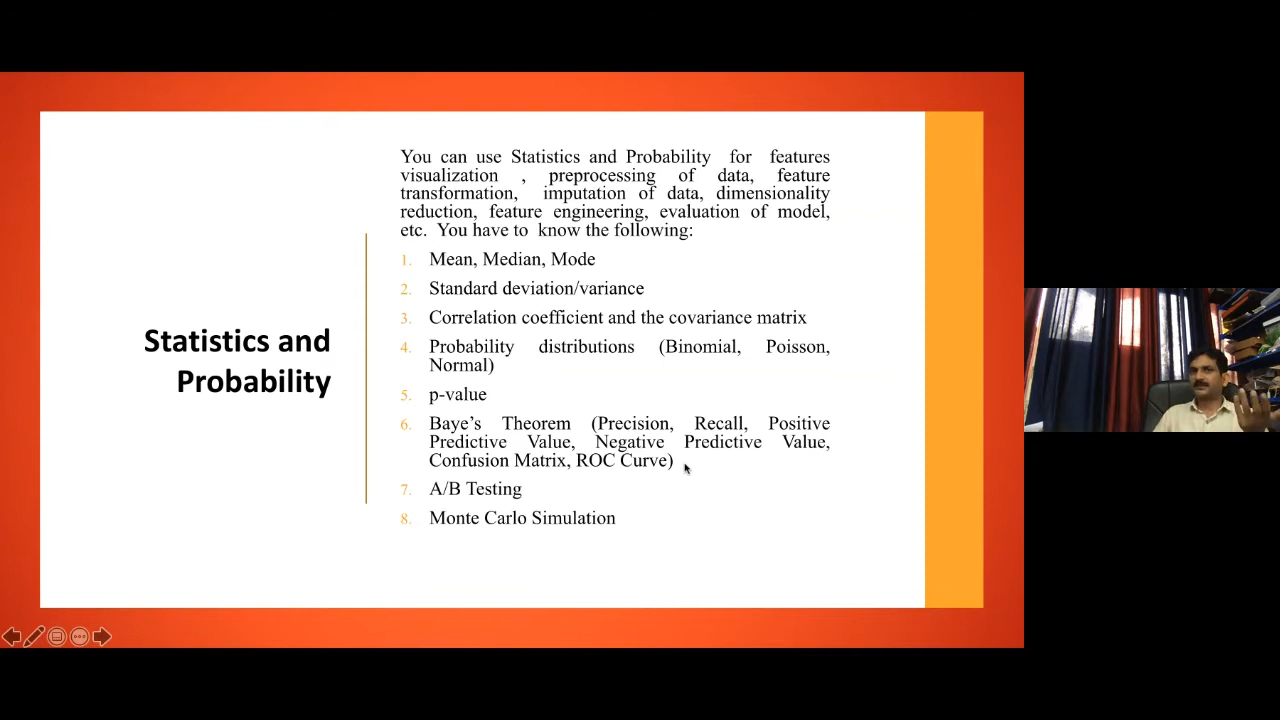 Statistics and
Probability
You can use Statistics and Probability for features
visualization , preprocessing of data, feature
transformation, imputation of data, dimensionality
reduction, feature engineering, evaluation of model,
etc. You have to know the following:
1. Mean, Median, Mode
2. Standard deviation/variance
3. Correlation coefficient and the covariance matrix
4. Probability distributions (Binomial, Poisson,
Normal)
5. p-value
6. Baye’s Theorem (Precision, Recall, Positive
Predictive Value, Negative Predictive Value,
Confusion Matrix, ROC Curve)
7. A/B Testing
8. Monte Carlo Simulation